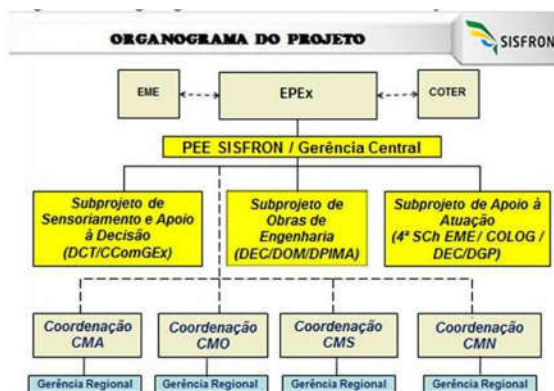 ORGANOGRAMA DO PROJETO
SISFRON
EME
EPEx
COTER
PEE SISFRON / Gerência Central
Subprojeto de
Sensoriamento e Apoio
à Decisão
(DCT/CComGEx)
Subprojeto de
Obras de
Engenharia
(DEC/DOM/DPIMA)
Subprojeto de Apoio à
Atuação
(4ª SCh EME / COLOG /
DEC/DGP)
Coordenação
CMA
Coordenação
CMO
Coordenação
CMS
Coordenação
CMN
Gerência Regional
Gerência Regional
Gerência Regional
Gerência Regional